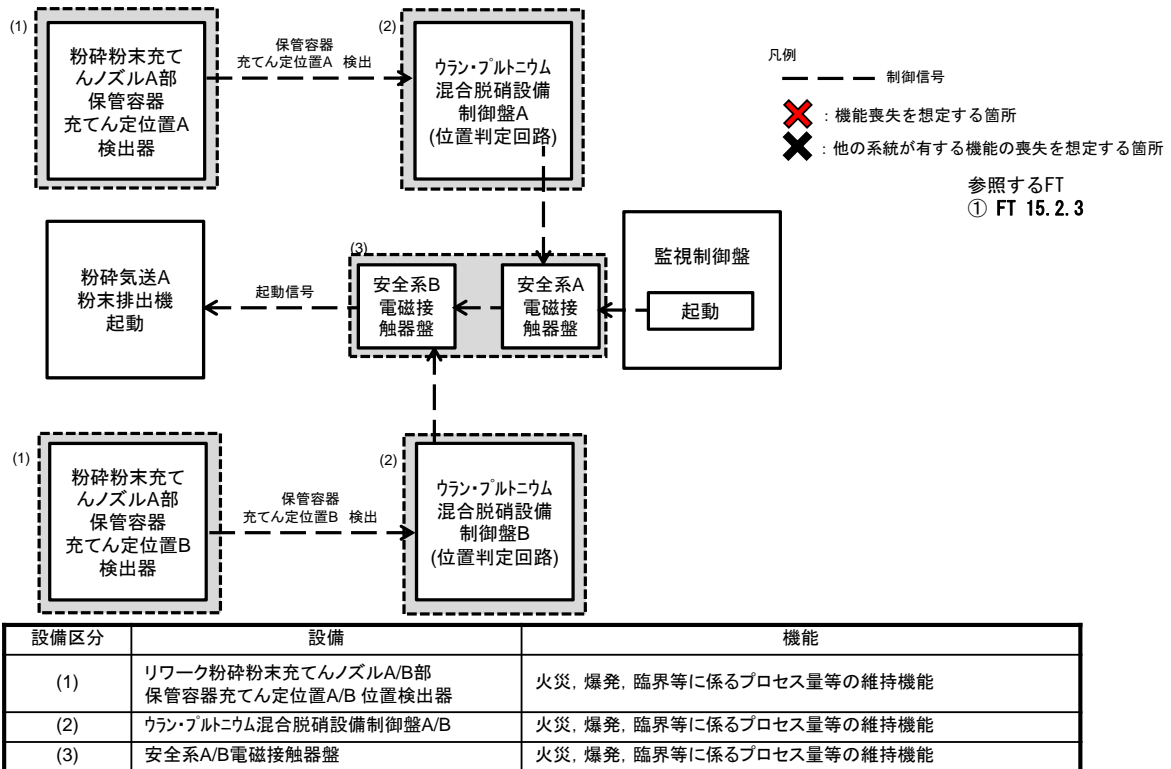 (1)
粉砕粉末充て
んノズルA部
保管容器
充てん定位置A
検出器
保管容器
充てん定位置A 検出
(2)
ウラン・プルトニウム
混合脱硝設備
制御盤A
(位置判定回路)
凡例
制御信号
:機能喪失を想定する箇所
:他の系統が有する機能の喪失を想定する箇所
参照するFT
① FT 15.2.3
粉砕気送A
粉末排出機
起動
起動信号
(3)
安全系B
電磁接
触器盤
安全系A
電磁接
触器盤
監視制御盤
起動
(1)
粉砕粉末充て
んノズルA部
保管容器
充てん定位置B
検出器
保管容器
充てん定位置B 検出
(2)
ウラン・プルトニウム
混合脱硝設備
制御盤B
(位置判定回路)
設備区分 設備 機能
(1) リワーク粉砕粉末充てんノズルA/B部
保管容器充てん定位置A/B 位置検出器 火災,爆発,臨界等に係るプロセス量等の維持機能
(2) ウラン・プルトニウム混合脱硝設備制御盤A/B 火災,爆発,臨界等に係るプロセス量等の維持機能
(3) 安全系A/B電磁接触器盤 火災,爆発,臨界等に係るプロセス量等の維持機能